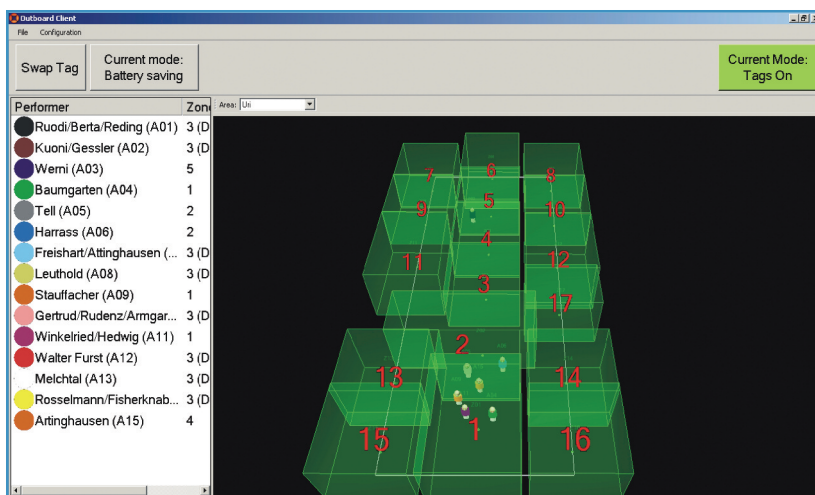 Outboard Client
File Configuration
Swap Tag
Current mode:
Battery saving
Current Mode:
Tags On
Performer Zon
Area: Uri
Ruodi/Berta/Reding (A01) 3 (D
Kuoni/Gessler (A02) 3 (D
Werni (A03) 5
Baumgarten (A04) 1
Tell (A05) 2
Harrass (A06) 2
Freishart/Attinghausen (... 3 (D
Leuthold (A08) 3 (D
Stauffacher (A09) 1
Gertrud/Rudenz/Armgar... 3 (D
Winkelried/Hedwig (A11) 1
Walter Furst (A12) 3 (D
Melchtal (A13) 3 (D
Rosselmann/Fisherknab... 3 (D
Artinghausen (A15) 4
7 6 8
9 5 10
4
11 12
3
17
2
13 14
1
15 16